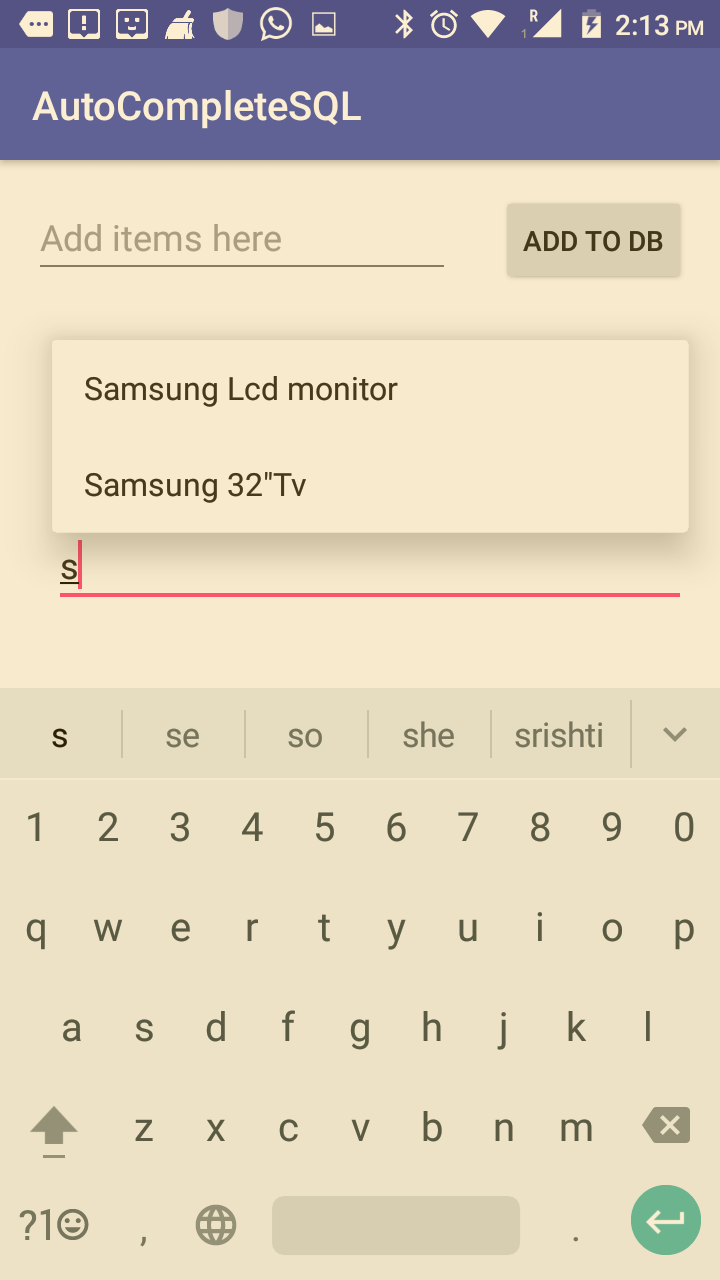 R
1
2:13 PM
AutoCompleteSQL
Add items here
ADD TO DB
Samsung Lcd monitor
Samsung 32"Tv
s
s se so she srishti
1 2 3 4 5 6 7 8 9 0
q w e r t y u i o p
a s d f g h j k l
z x c v b n m
?1 , .